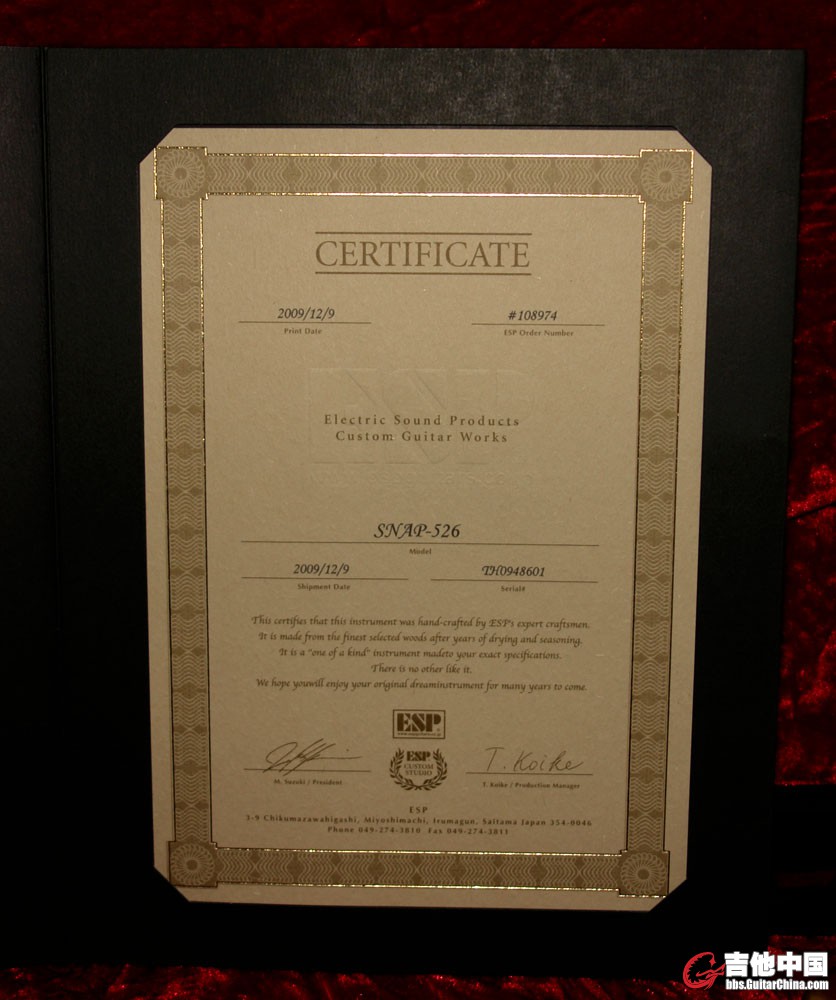 CERTIFICATE
2009/12/9
#108974
Print Date
ESP Order Number
Electric Sound Products
Custom Guitar Works
SNAP-526
Model
2009/12/9
TH0948601
Shipment Date
Serial#
This certifies that this instrument was hand-crafted by ESP's expert craftsmen.
It is made from the finest selected woods after years of drying and seasoning.
It is a "one of a kind" instrument madeto your exact specifications.
There is no other like it.
We hope youwill enjoy your original dreaminstrument for many years to come.
ESP
ESP
CUSTOM
STUDIO
T. Koike
M. Suzuki / President
T. Koike / Production Manager
ESP
3-9 Chikumazawahigashi, Miyoshimachi, Irumagun, Saitama Japan 354-0046
Phone 049-274-3810 Fax 049-274-3811
吉他中国
bbs.GuitarChina.com